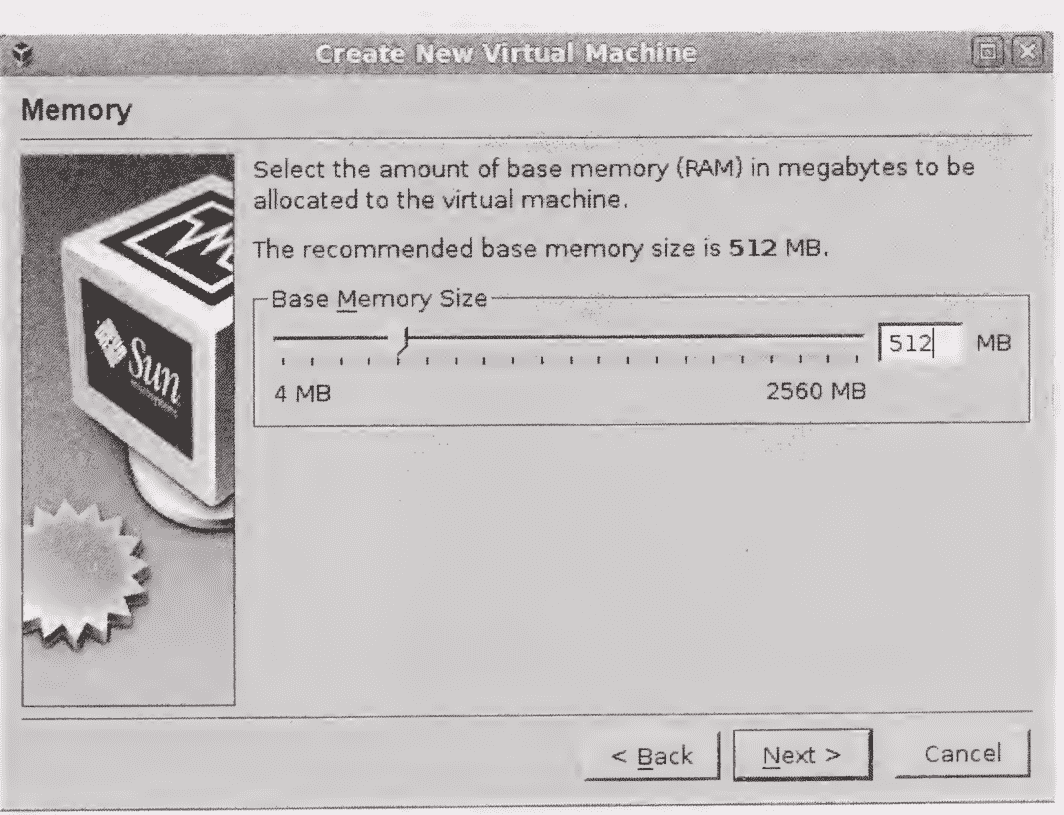 Create New Virtual Machine
Memory
Select the amount of base memory (RAM) in megabytes to be
allocated to the virtual machine.
The recommended base memory size is 512 MB.
Base Memory Size
512 MB
4 MB 2560 MB
Sun
< Back Next > Cancel